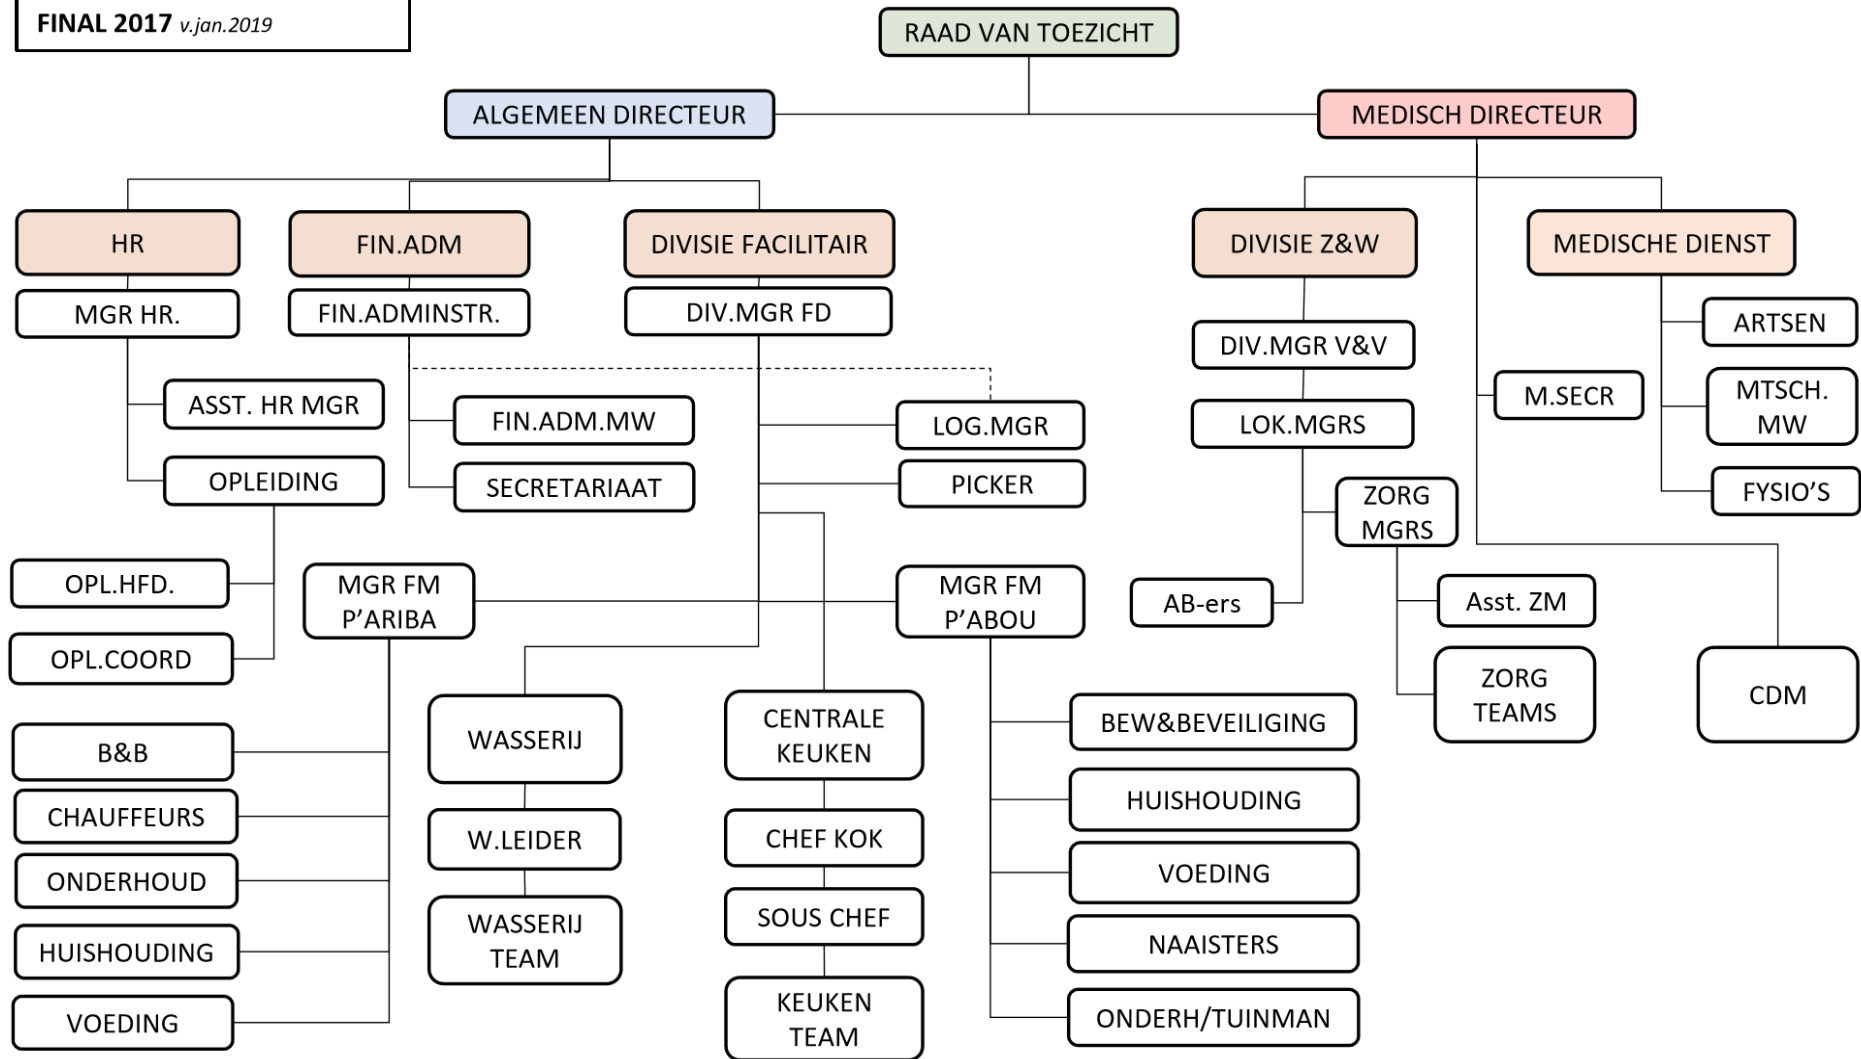 FINAL 2017 v.jan.2019
RAAD VAN TOEZICHT
ALGEMEEN DIRECTEUR
MEDISCH DIRECTEUR
HR
FIN.ADM
DIVISIE FACILITAIR
DIVISIE Z&W
MEDISCHE DIENST
MGR HR.
FIN.ADMINSTR.
DIV.MGR FD
DIV.MGR V&V
ARTSEN
ASST. HR MGR
FIN.ADM.MW
LOG.MGR
LOK.MGRS
M.SECR
MTSCH.
MW
OPLEIDING
SECRETARIAAT
PICKER
ZORG
MGRS
FYSIO'S
OPL.HFD.
MGR FM
P'ARIBA
MGR FM
P'ABOU
AB-ers
Asst. ZM
OPL.COORD
ZORG
TEAMS
CDM
B&B
WASSERIJ
CENTRALE
KEUKEN
BEW&BEVEILIGING
CHAUFFEURS
W.LEIDER
CHEF KOK
HUISHOUDING
ONDERHOUD
VOEDING
HUISHOUDING
WASSERIJ
TEAM
SOUS CHEF
NAAISTERS
VOEDING
KEUKEN
TEAM
ONDERH/TUINMAN